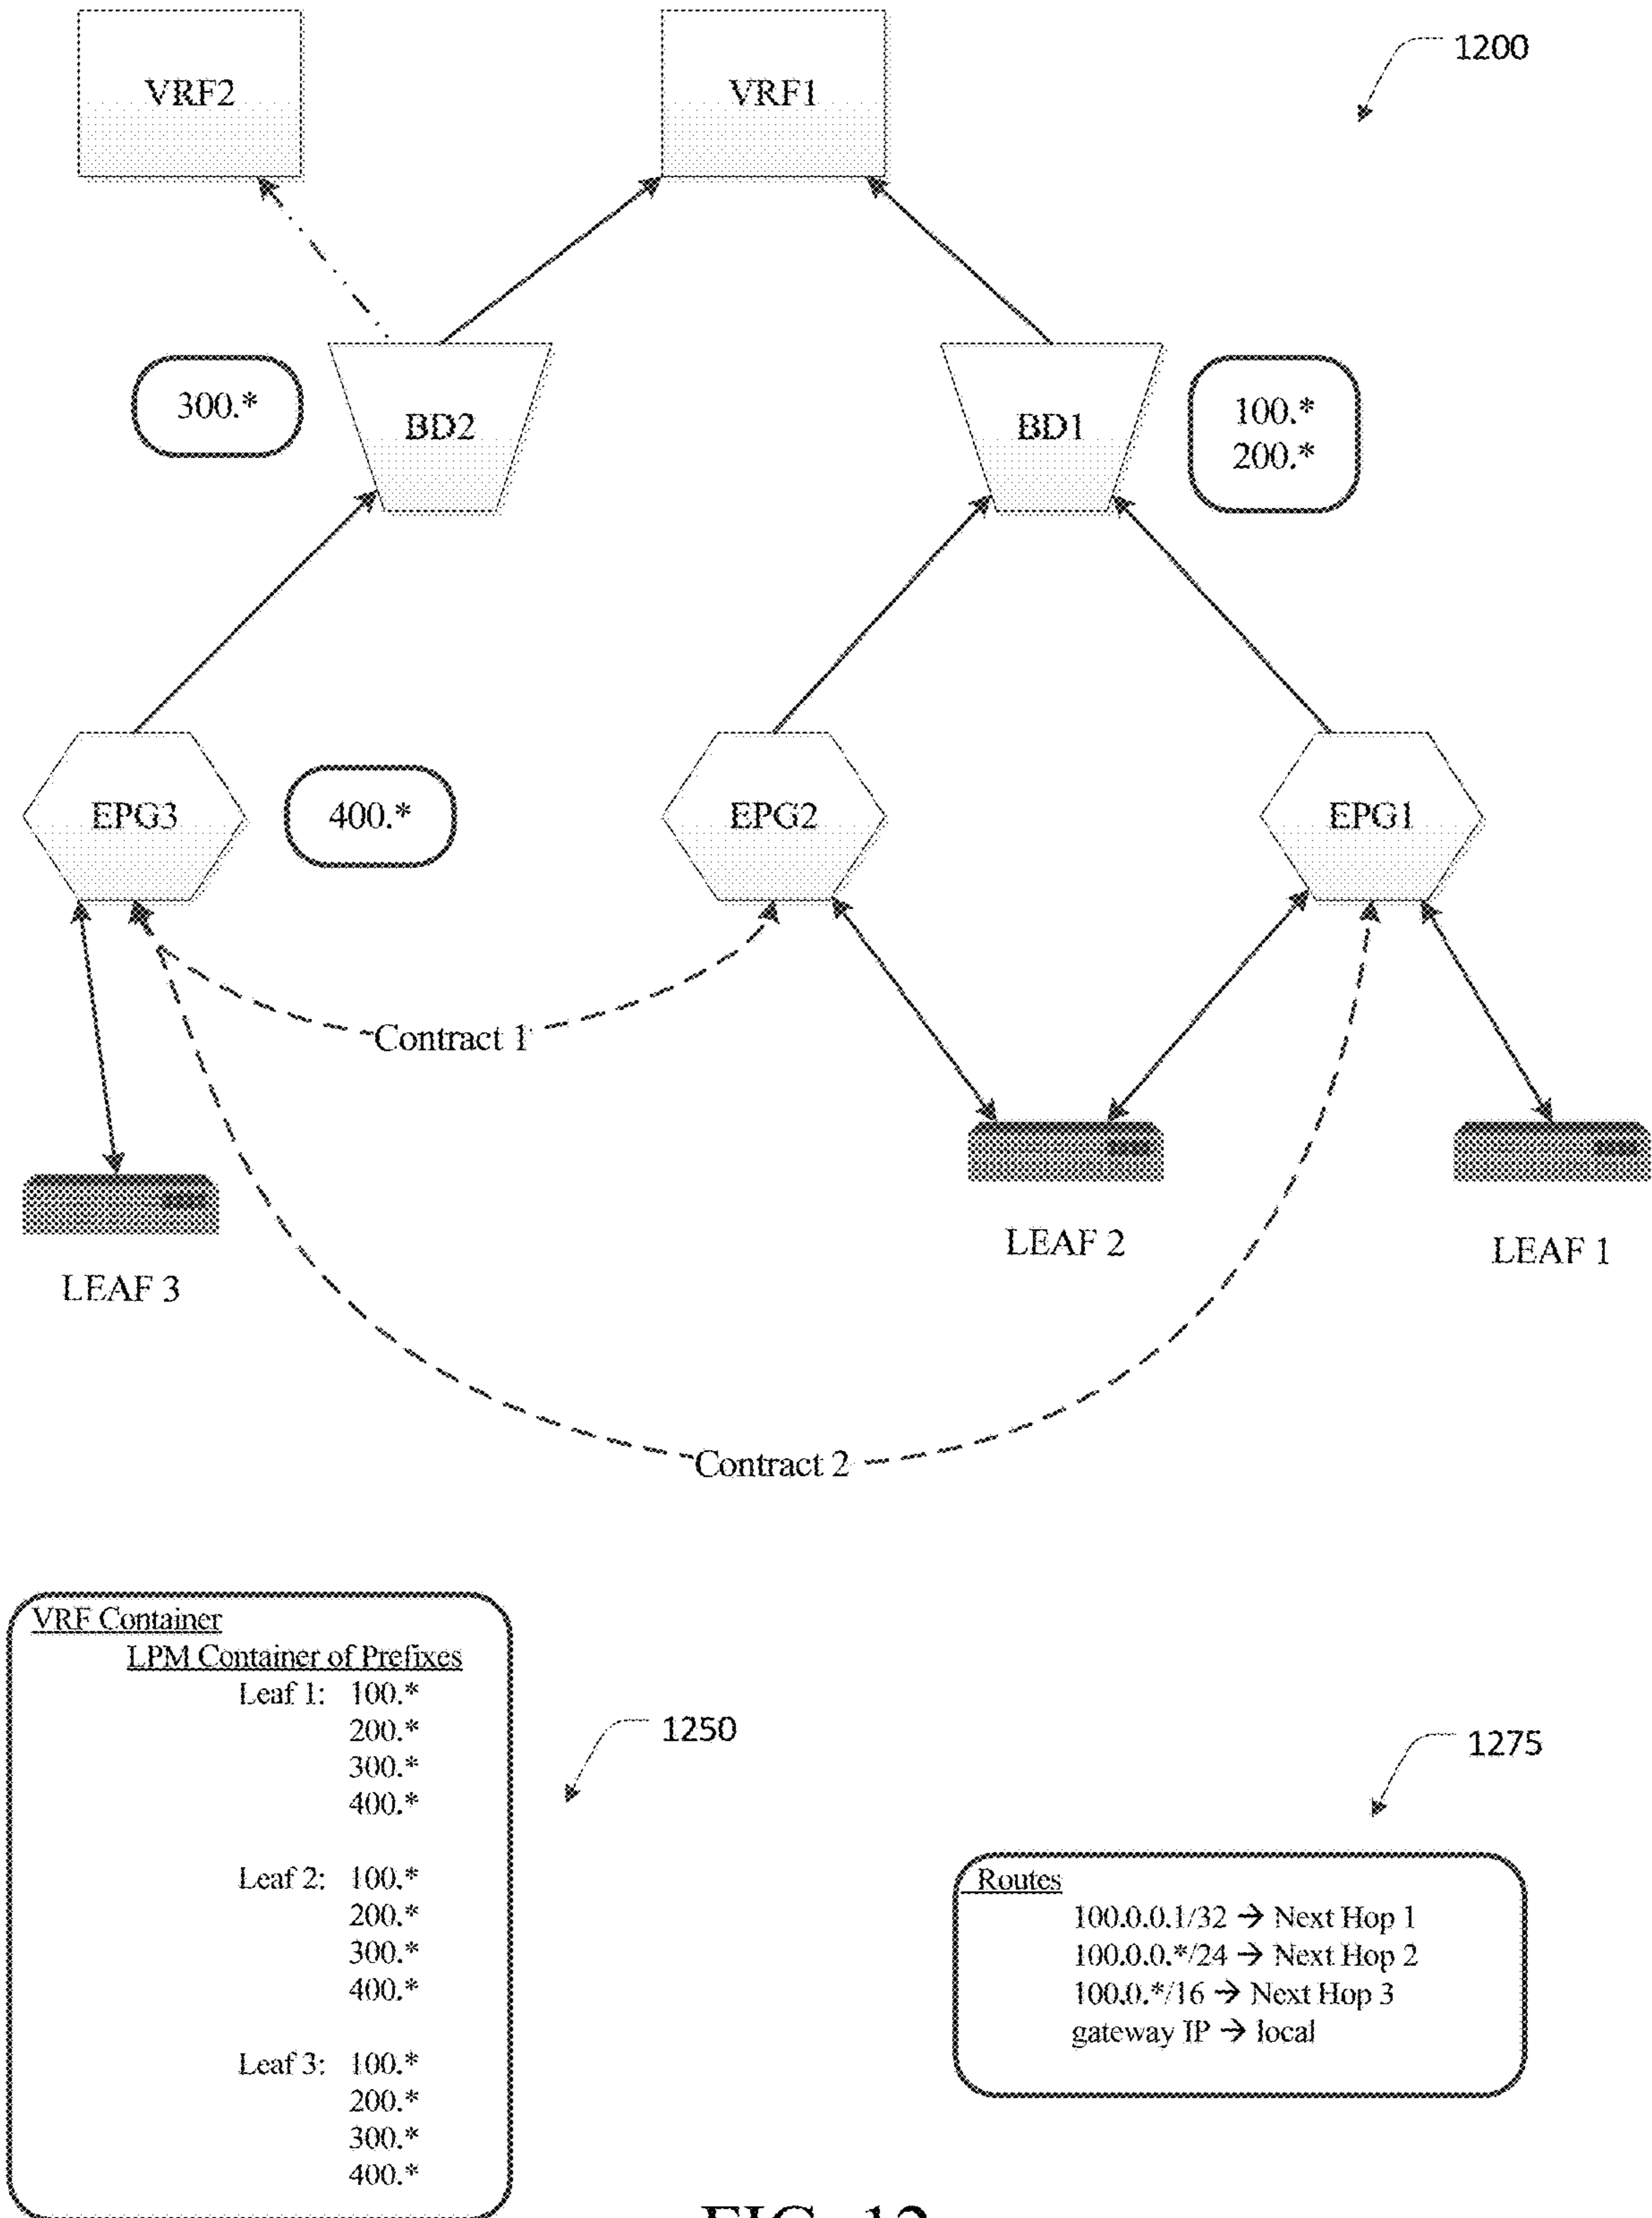 1200
VRF2
VRF1
300.*
BD2
BD1
100.*
200.*
EPG3
400.*
EPG2
EPG1
Contract 1
LEAF 3
LEAF 2
LEAF 1
Contract 2
VRF Container
LPM Container of Prefixes
Leaf 1: 100.*
200.*
300.*
400.*
Leaf 2: 100.*
200.*
300.*
400.*
Leaf 3: 100.*
200.*
300.*
400.*
1250
1275
Routes
100.0.0.1/32 → Next Hop 1
100.0.0.*/24 → Next Hop 2
100.0.*/16 → Next Hop 3
gateway IP → local
FIG. 12